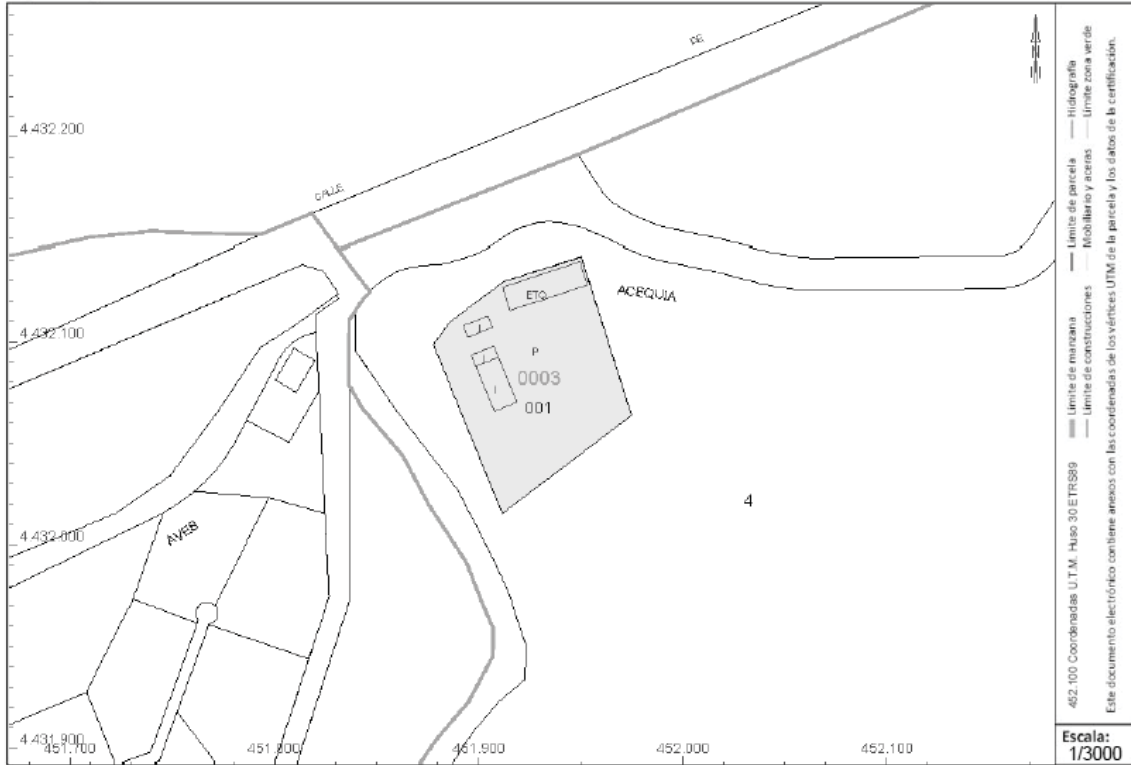 DE
4.432.200
CALLE
ACEQUIA
ETQ
4.432.100
P
0003
001
4
4.432.000
AVEB
4.431.900
451.700
451.800
451.900
452.000
452.100
452.100 Coordenadas U.T.M. Huso 30 ETRS89
Límite de manzana
Límite de parcela
Hidrografía
Límite de construcciones
Mobiliario y aceras
Límite zona verde
Este documento electrónico contiene anexos con las coordenadas de los vértices UTM de la parcela y los datos de la certificación.
Escala:
1/3000